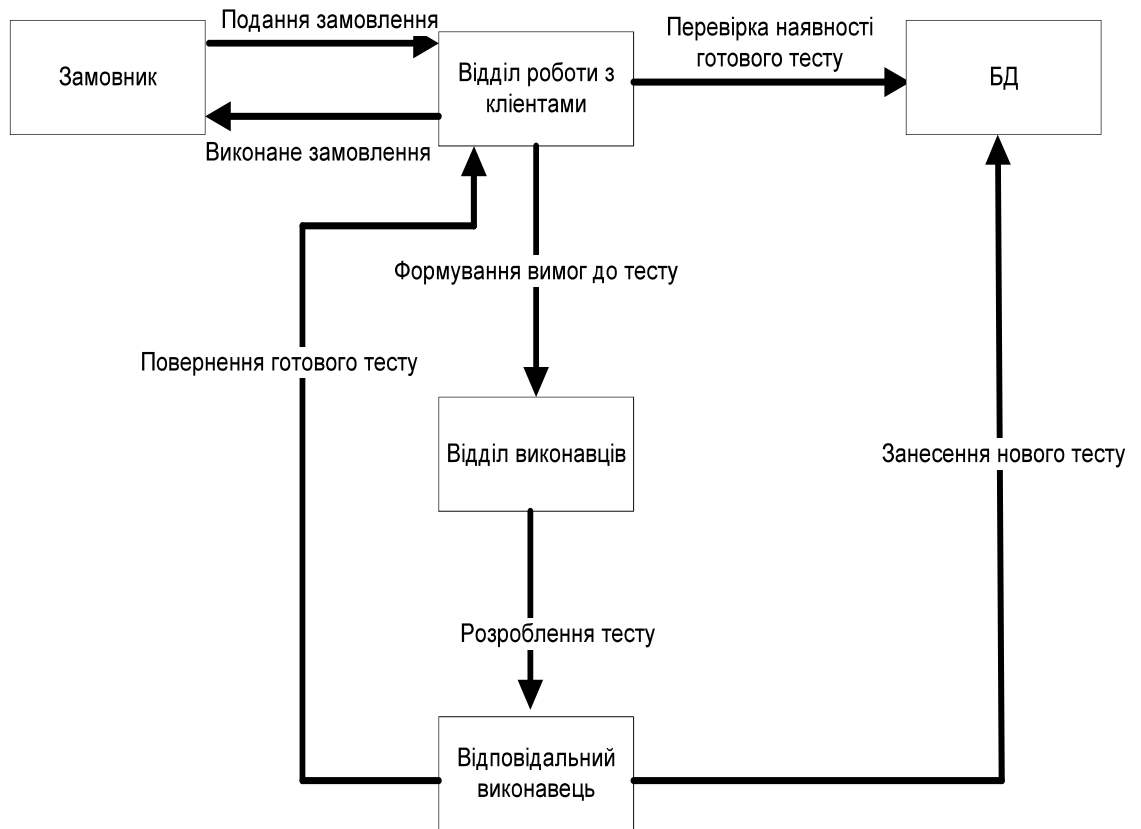 Подання замовлення
Замовник
Відділ роботи з
кліентами
Перевірка наявності
готового тесту
БД
Виконане замовлення
Формування вимог до тесту
Повернення готового тесту
Відділ виконавців
Занесення нового тесту
Розроблення тесту
Відповідальний
виконавець